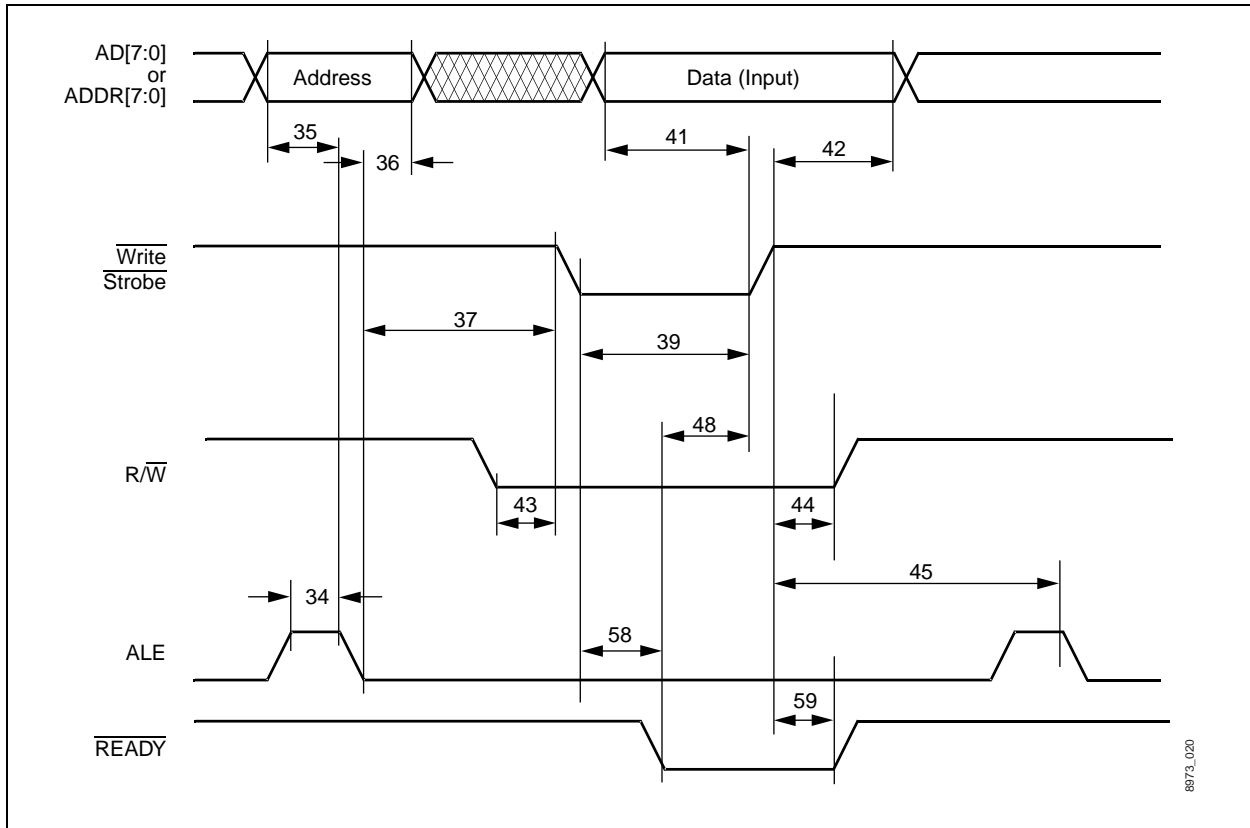 AD[7:0]
or
ADDR[7:0]
Address
Data (Input)
35
36
41
42
Write
Strobe
37
39
48
R/W
43
44
45
34
ALE
58
59
READY
8973_020